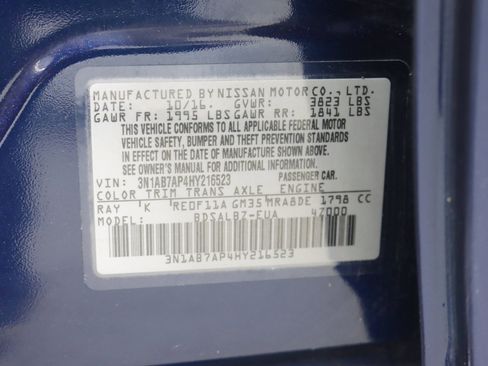 MANUFACTURED BY NISSAN MOTOR CO., LTD.
DATE: 10/16. GVWR: 3823 LBS
GAWR FR: 1995 LBS GAWR RR: 1841 LBS
THIS VEHICLE CONFORMS TO ALL APPLICABLE FEDERAL MOTOR
VEHICLE SAFETY, BUMPER, AND THEFT PREVENTION STANDARDS
IN EFFECT ON THE DATE OF MANUFACTURE SHOWN ABOVE.
SEE OWNER'S MANUAL FOR ADDITIONAL INFORMATION
VIN: 3N1AB7AP4HY216523 PASSENGER CAR.
COLOR TRIM TRANS AXLE ENGINE
RAY K RE0F11A GM35 MRA8DE 1798 CC
MODEL: BDSALB7-EUA 47000
3N1AB7AP4HY216523